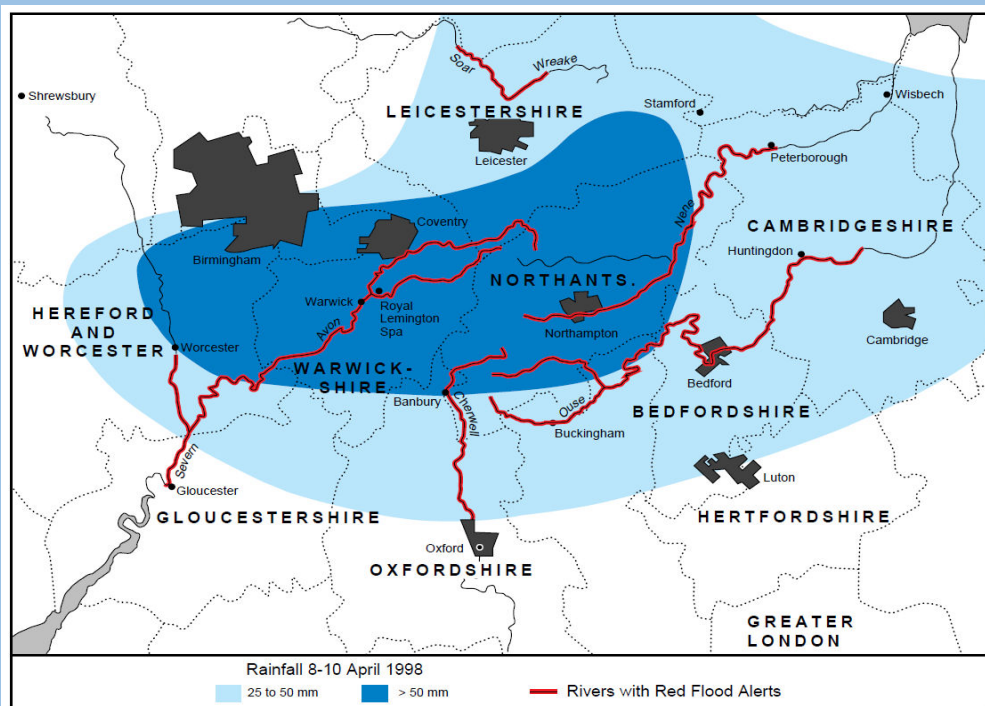 Soar
Wreake
Shrewsbury
LEICESTERSHIRE
Stamford
Wisbech
Leicester
Peterborough
Coventry
Nene
CAMBRIDGESHIRE
Birmingham
Huntingdon
NORTHANTS.
Warwick
Royal
Lemington
Spa
HEREFORD
AND
WORCESTER
Avon
Northampton
Cambridge
Worcester
WARWICK-
SHIRE
Bedford
Banbury
Cherwell
Ouse
BEDFORDSHIRE
Buckingham
Severn
Luton
Gloucester
GLOUCESTERSHIRE
HERTFORDSHIRE
Oxford
OXFORDSHIRE
GREATER
LONDON
Rainfall 8-10 April 1998
25 to 50 mm
> 50 mm
Rivers with Red Flood Alerts